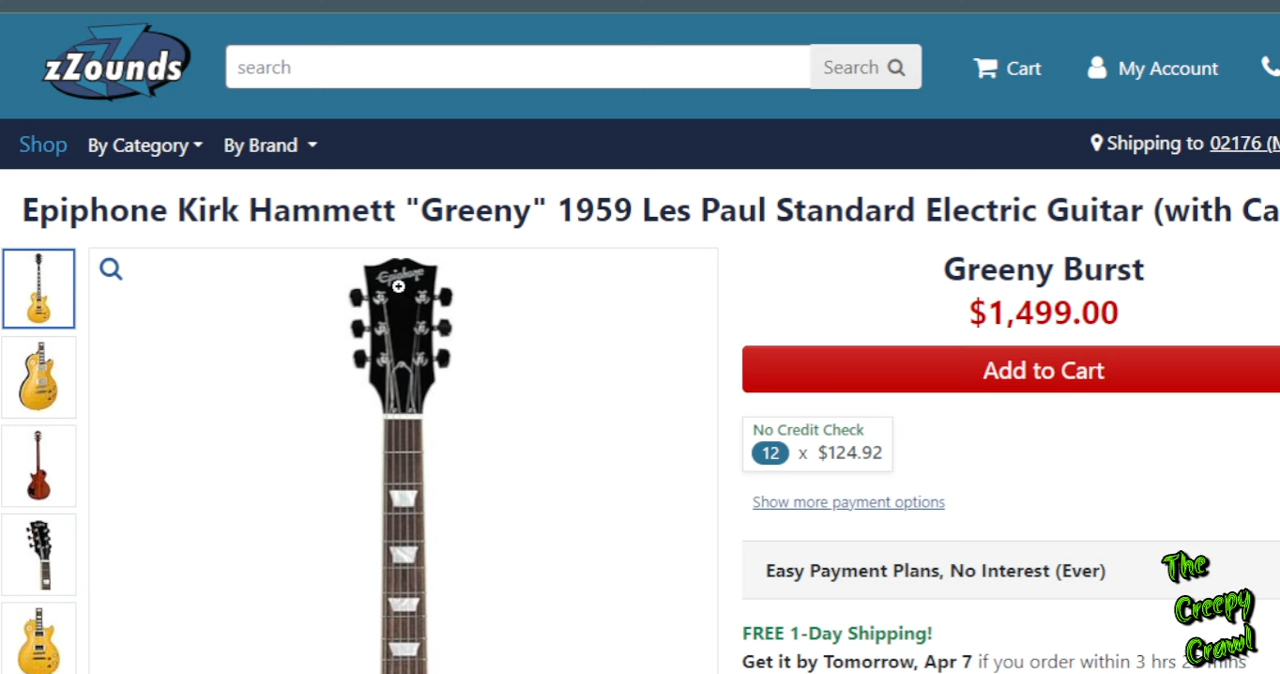 zZounds
search
Search
Cart
My Account
Shop
By Category
By Brand
Shipping to 02176 (M
Epiphone Kirk Hammett "Greeny" 1959 Les Paul Standard Electric Guitar (with Ca
Epiphone
Greeny Burst
$1,499.00
Add to Cart
No Credit Check
12 x $124.92
Show more payment options
Easy Payment Plans, No Interest (Ever)
The
Creepy
Crawl
FREE 1-Day Shipping!
Get it by Tomorrow, Apr 7 if you order within 3 hrs mins